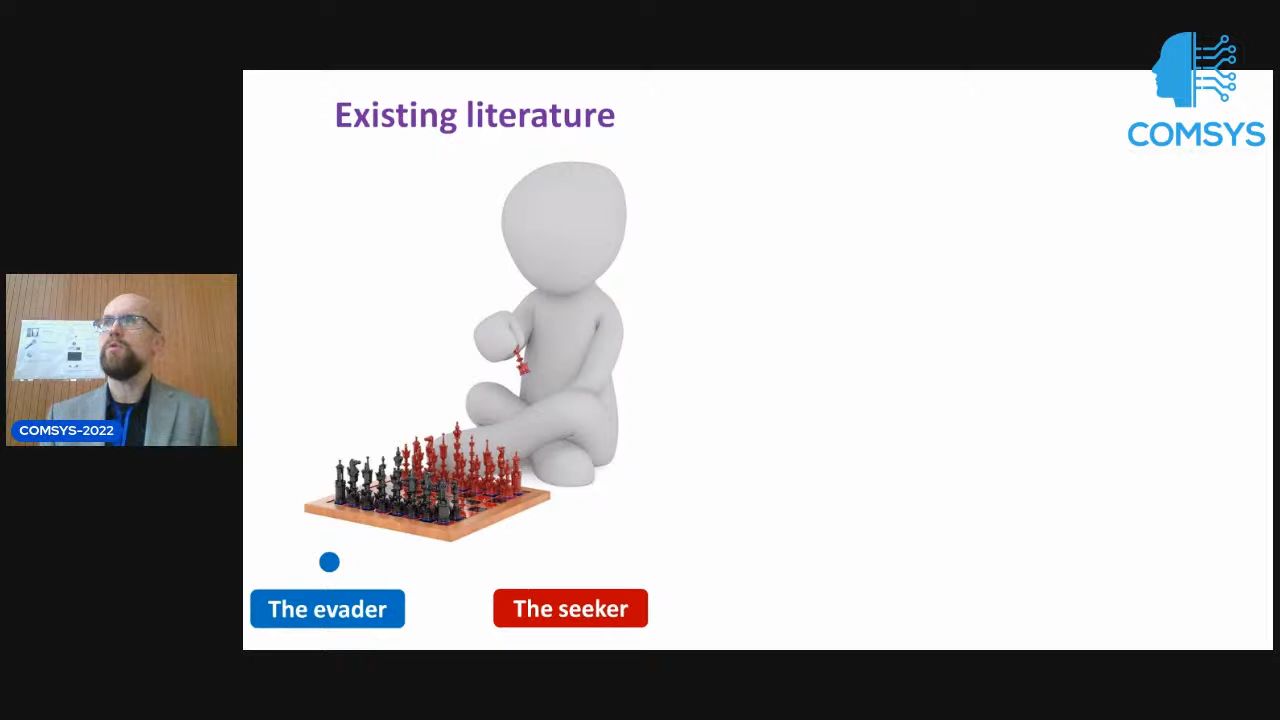 Existing literature
COMSYS
COMSYS-2022
The evader
The seeker